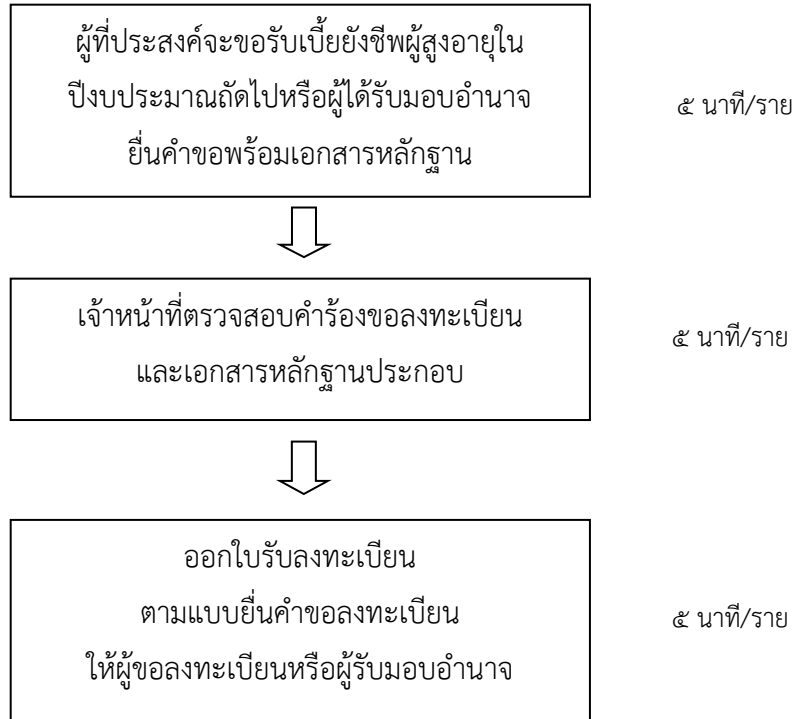 ผู้ที่ประสงค์จะขอรับเบี้ยยังชีพผู้สูงอายุใน
ปีงบประมาณถัดไปหรือผู้ได้รับมอบอำนาจ
ยื่นคำขอพร้อมเอกสารหลักฐาน
๕ นาที/ราย
เจ้าหน้าที่ตรวจสอบคำร้องขอลงทะเบียน
และเอกสารหลักฐานประกอบ
๕ นาที/ราย
ออกใบรับลงทะเบียน
ตามแบบยื่นคำขอลงทะเบียน
ให้ผู้ขอลงทะเบียนหรือผู้รับมอบอำนาจ
๕ นาที/ราย